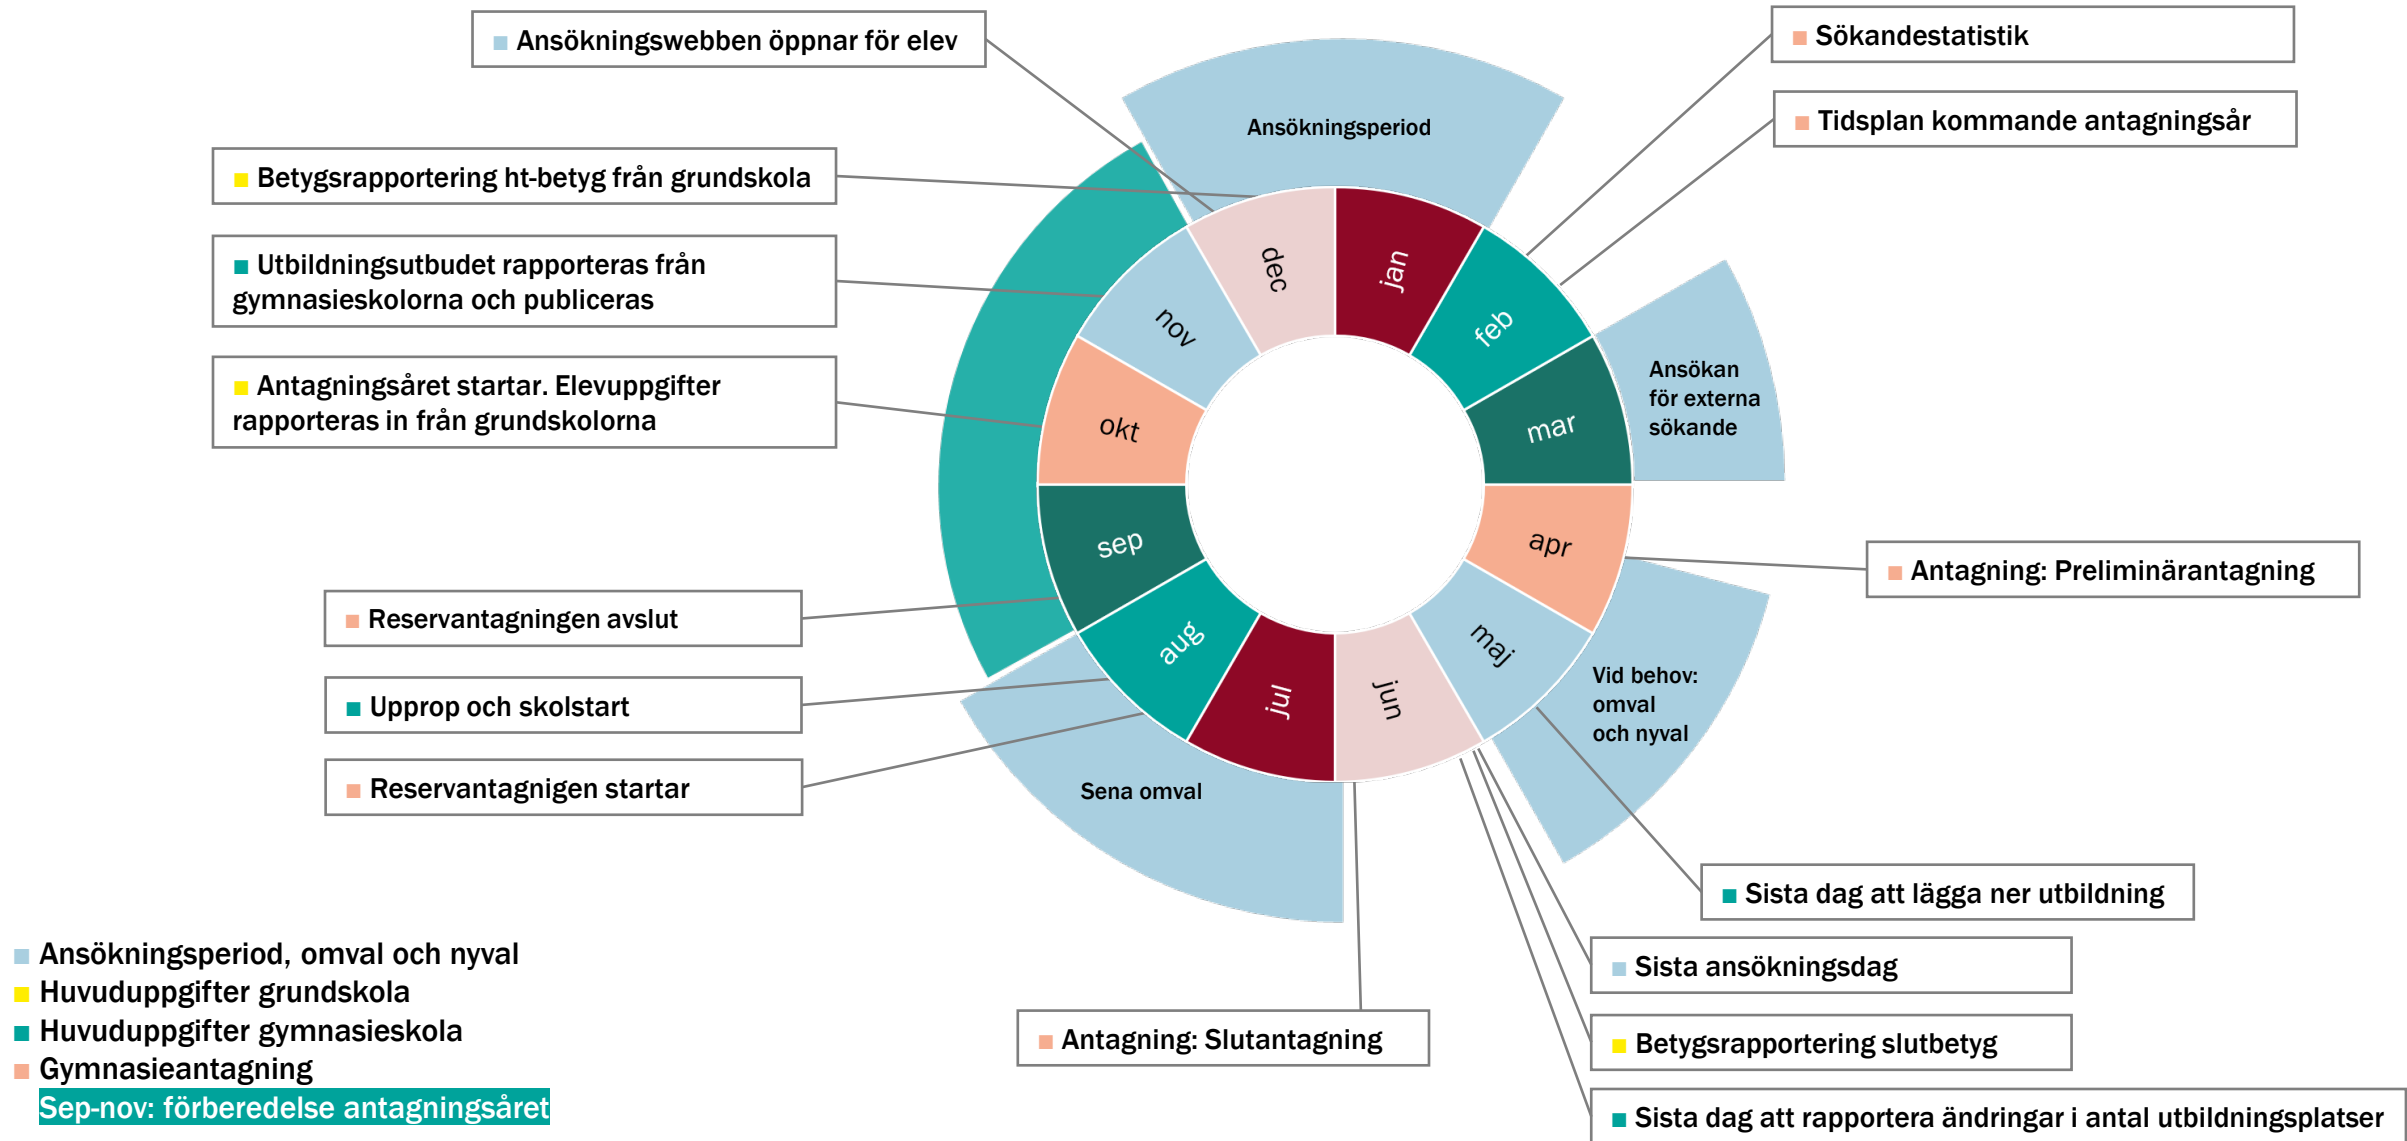 Ansökningswebben öppnar för elev
Sökandestatistik
Tidsplan kommande antagningsår
Ansökningsperiod
Betygsrapportering ht-betyg från grundskola
Utbildningsutbudet rapporteras från
gymnasieskolorna och publiceras
Antagningsåret startar. Elevuppgifter
rapporteras in från grundskolorna
jan
feb
mar
apr
maj
jun
jul
aug
sep
okt
nov
dec
Ansökan
för externa
sökande
Antagning: Preliminärantagning
Vid behov:
omval
och nyval
Reservantagningen avslut
Upprop och skolstart
Reservantagnigen startar
Sena omval
Sista dag att lägga ner utbildning
Sista ansökningsdag
Betygsrapportering slutbetyg
Sista dag att rapportera ändringar i antal utbildningsplatser
Antagning: Slutantagning
Ansökningsperiod, omval och nyval
Huvuduppgifter grundskola
Huvuduppgifter gymnasieskola
Gymnasieantagning
Sep-nov: förberedelse antagningsåret